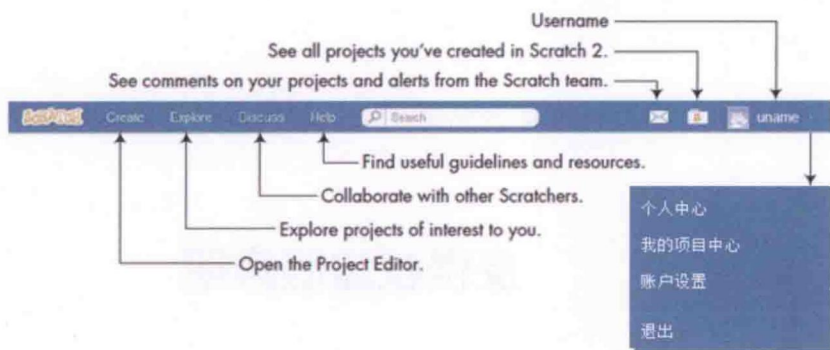 Username
See all projects you've created in Scratch 2.
See comments on your projects and alerts from the Scratch team.
SCRATCH Create Explore Discuss Help Search uname
Find useful guidelines and resources.
Collaborate with other Scratchers.
Explore projects of interest to you.
Open the Project Editor.
个人中心
我的项目中心
账户设置
退出